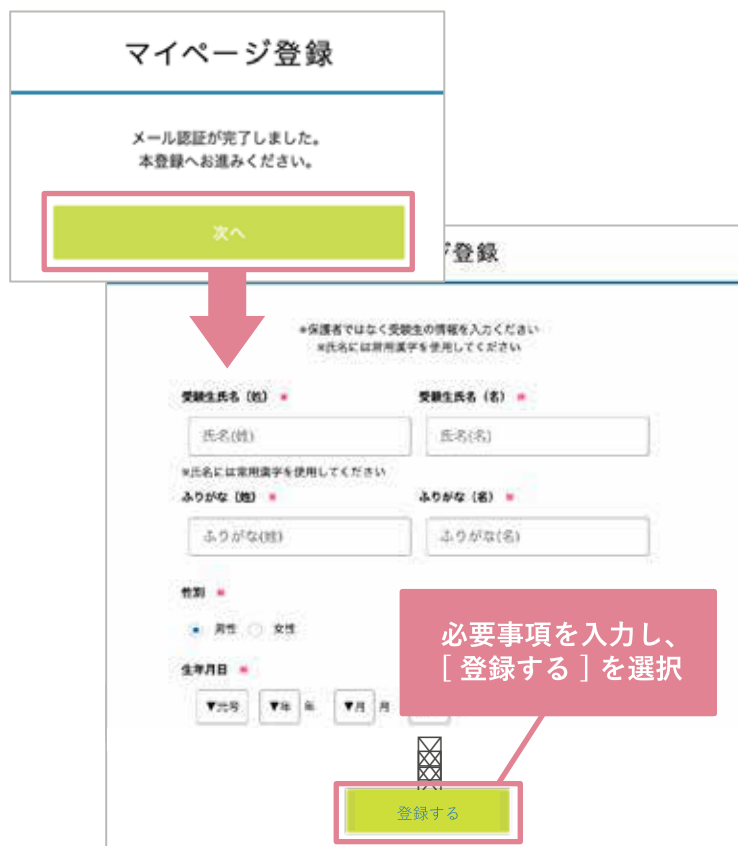 マイページ登録
メール認証が完了しました。
本登録へお進みください。
次へ
ジ登録
※保護者ではなく受験生の情報を入力ください
※氏名には常用漢字を使用してください
受験生氏名（姓） ※
受験生氏名（名） ※
氏名(姓)
氏名(名)
※氏名には常用漢字を使用してください
ふりがな（姓） ※
ふりがな（名） ※
ふりがな(姓)
ふりがな(名)
性別 ※
男性 女性
生年月日 ※
▼元号 ▼年 年 ▼月 月
必要事項を入力し、
[ 登録する ] を選択
登録する